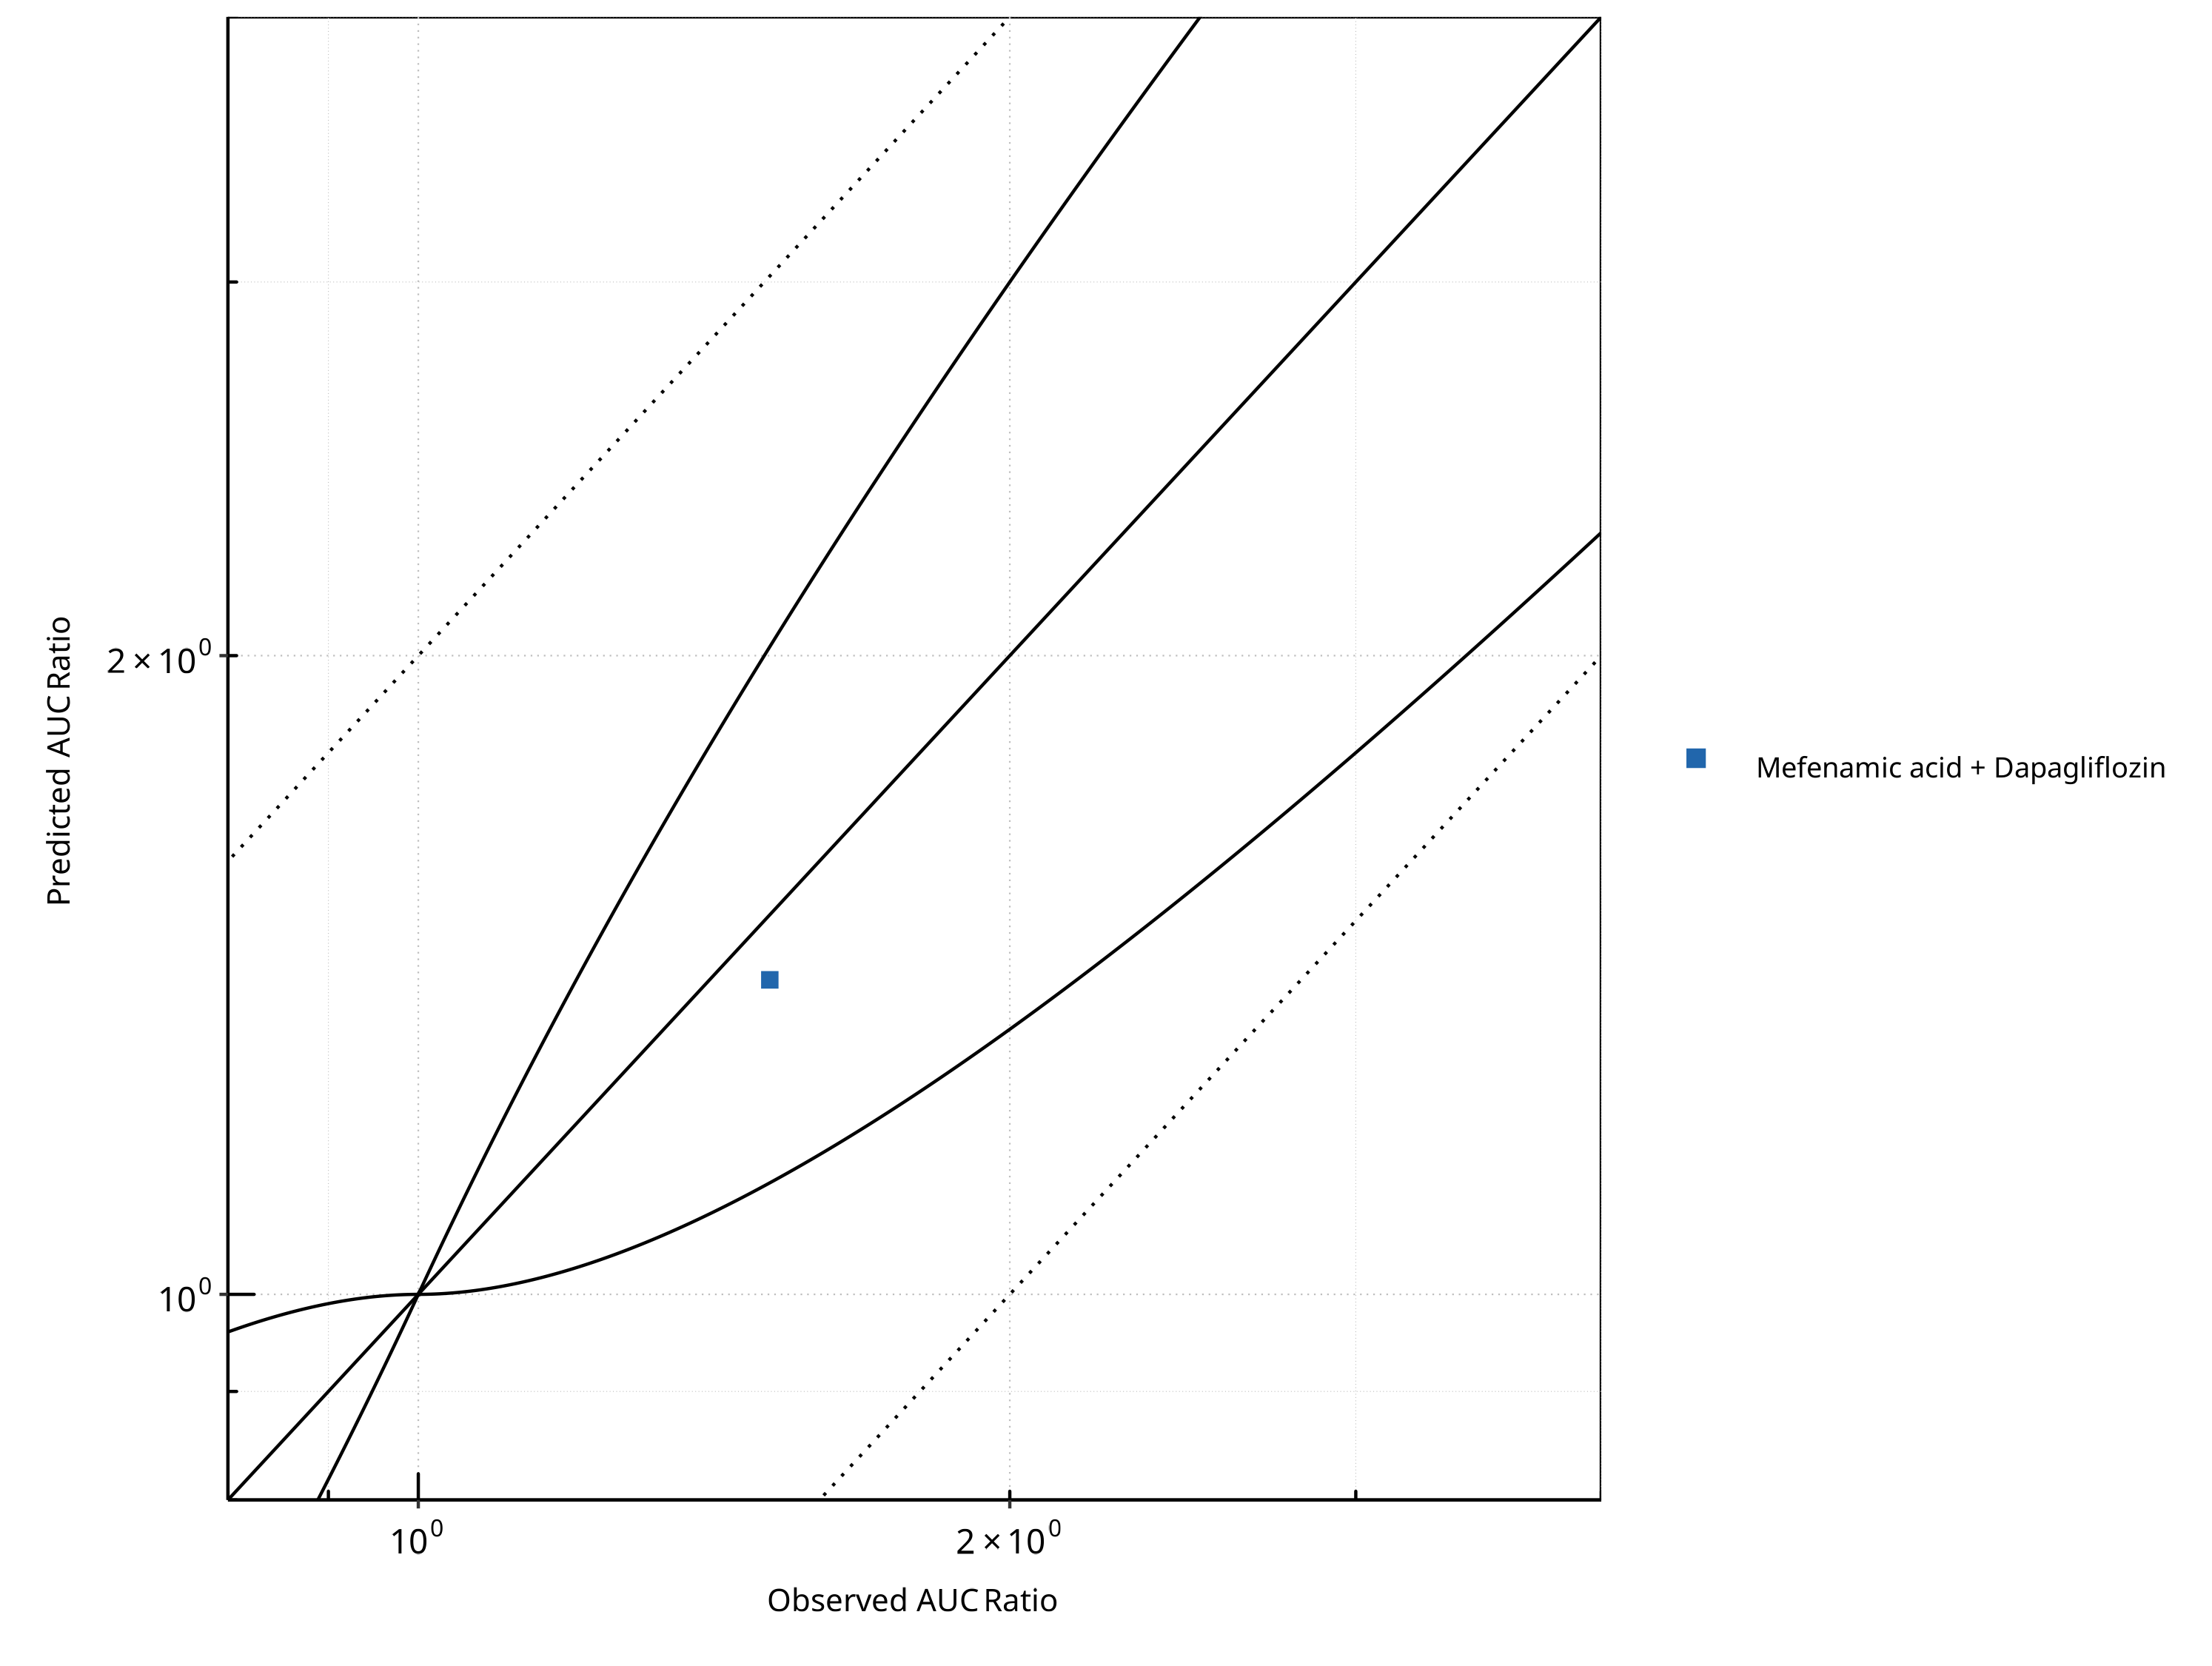 Predicted AUC Ratio
2 × 10⁰
10⁰
10⁰
2 × 10⁰
Observed AUC Ratio
Mefenamic acid + Dapagliflozin